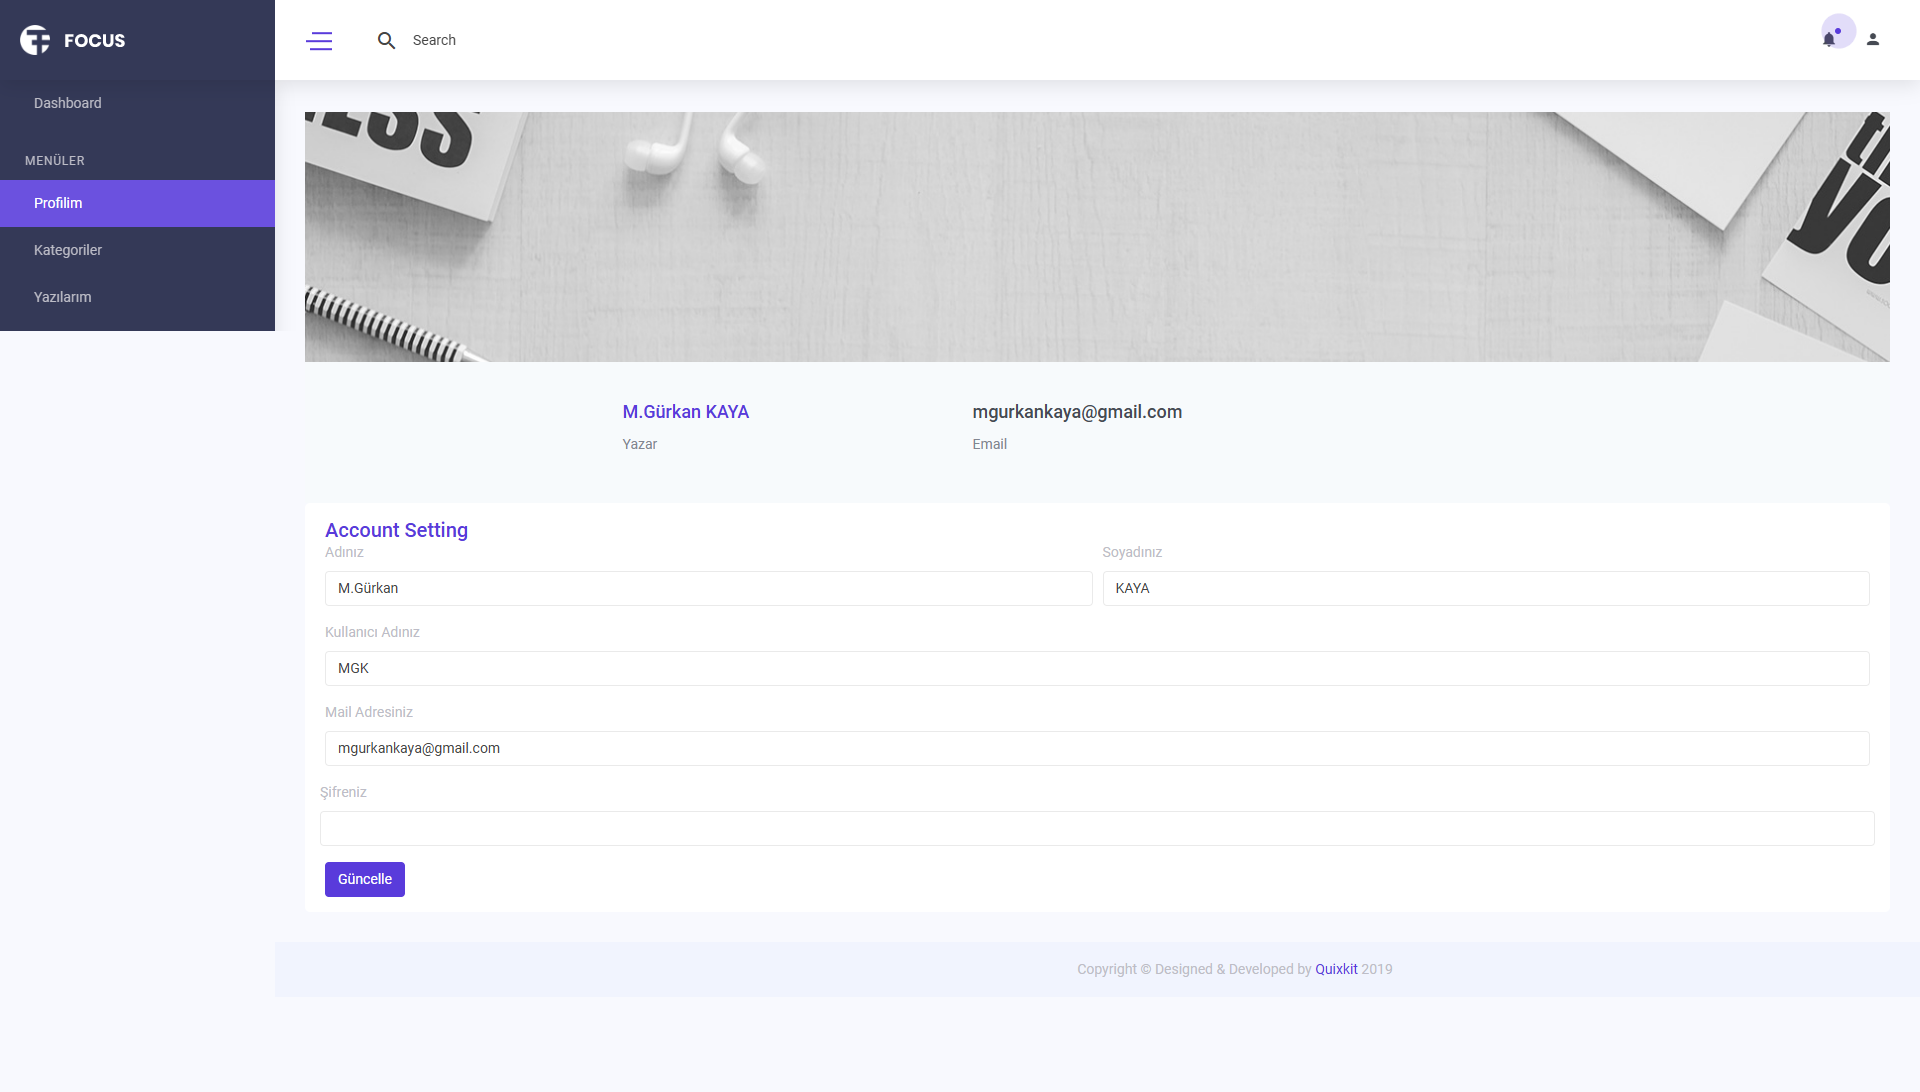 FOCUS
Search
Dashboard
MENÜLER
Profilim
Kategoriler
Yazılarım
M.Gürkan KAYA
mgurkankaya@gmail.com
Yazar
Email
Account Setting
Adınız
Soyadınız
M.Gürkan
KAYA
Kullanıcı Adınız
MGK
Mail Adresiniz
mgurkankaya@gmail.com
Şifreniz
Güncelle
Copyright © Designed & Developed by Quixkit 2019